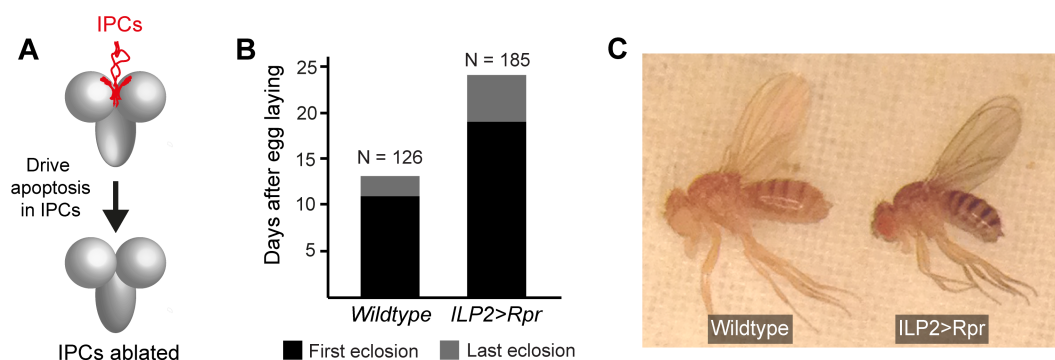 A
IPCs
Drive
apoptosis
in IPCs
IPCs ablated
B
Days after egg laying
25
20
15
10
5
N = 126
N = 185
Wildtype
ILP2>Rpr
First eclosion
Last eclosion
C
Wildtype
ILP2>Rpr